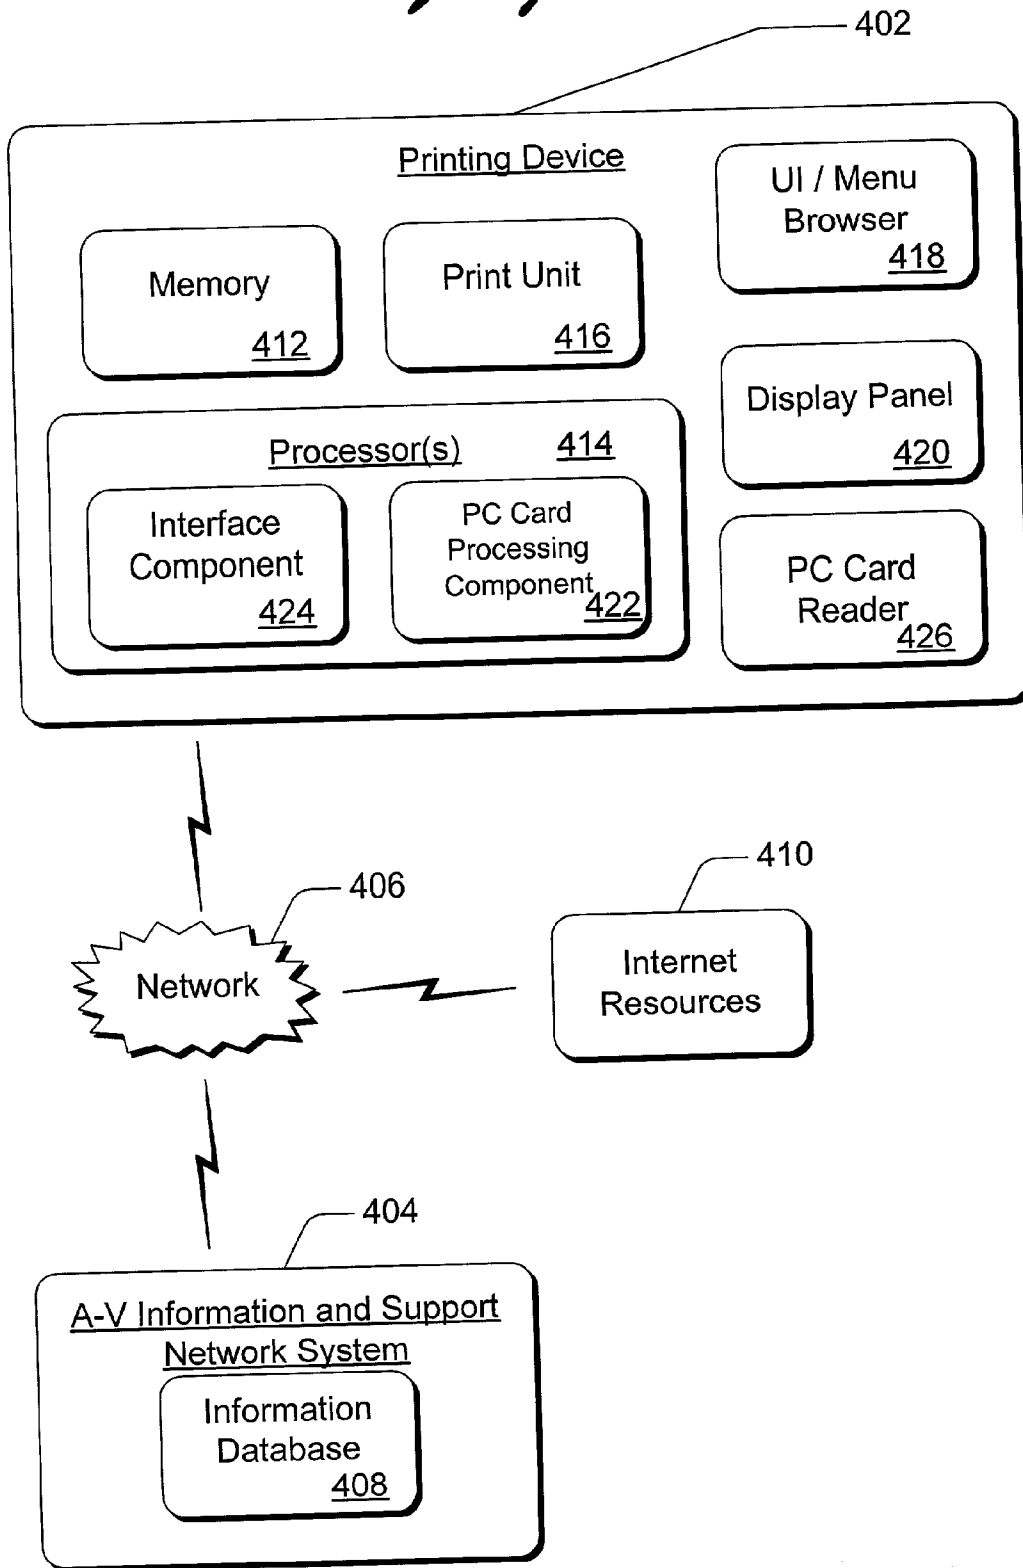 402
Printing Device
UI / Menu
Browser
418
Memory
412
Print Unit
416
Display Panel
420
Processor(s) 414
Interface
Component
424
PC Card
Processing
Component
422
PC Card
Reader
426
406
Network
410
Internet
Resources
404
A-V Information and Support
Network System
Information
Database
408